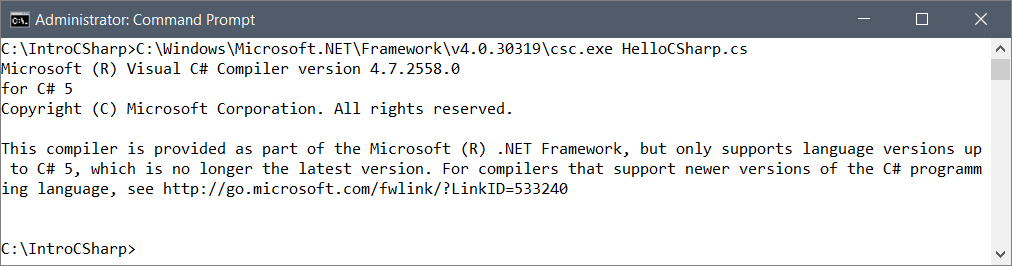 Administrator: Command Prompt
C:\IntroCSharp>C:\Windows\Microsoft.NET\Framework\v4.0.30319\csc.exe HelloCSharp.cs
Microsoft (R) Visual C# Compiler version 4.7.2558.0
for C# 5
Copyright (C) Microsoft Corporation. All rights reserved.
This compiler is provided as part of the Microsoft (R) .NET Framework, but only supports language versions up
to C# 5, which is no longer the latest version. For compilers that support newer versions of the C# programm
ing language, see http://go.microsoft.com/fwlink/?LinkID=533240
C:\IntroCSharp>